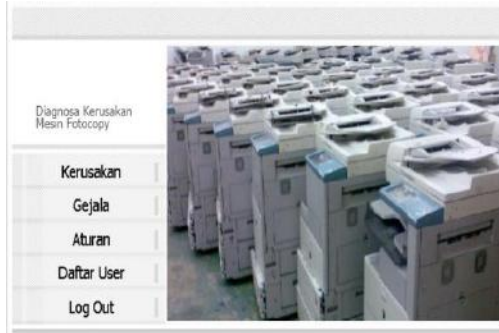 Diagnosa Kerusakan
Mesin Fotocopy
Kerusakan
Gejala
Aturan
Daftar User
Log Out